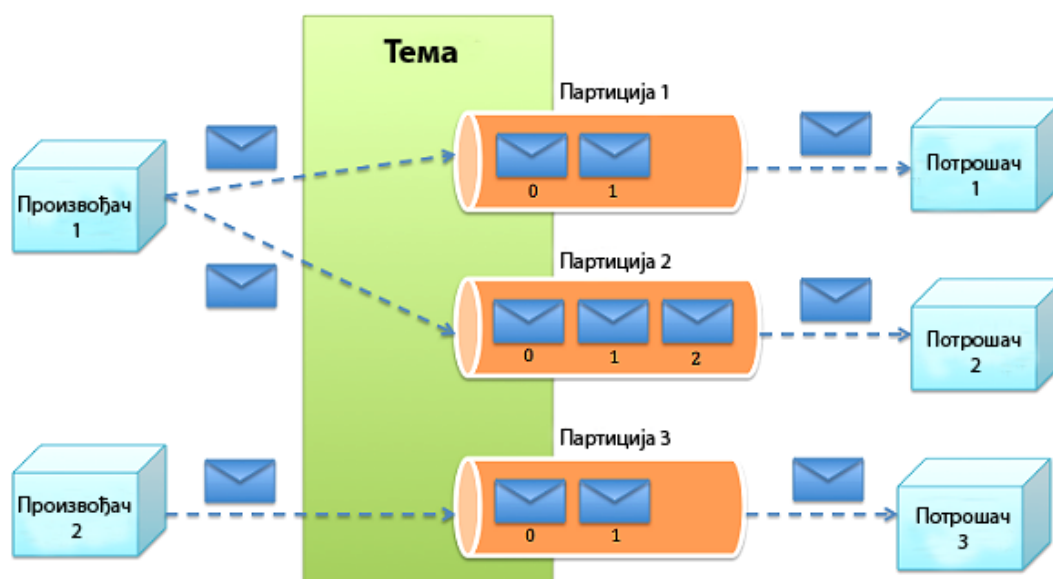 Тема
Партиција 1
0 1
Произвођач
1
Потрошач
1
Партиција 2
0 1 2
Потрошач
2
Партиција 3
0 1
Произвођач
2
Потрошач
3